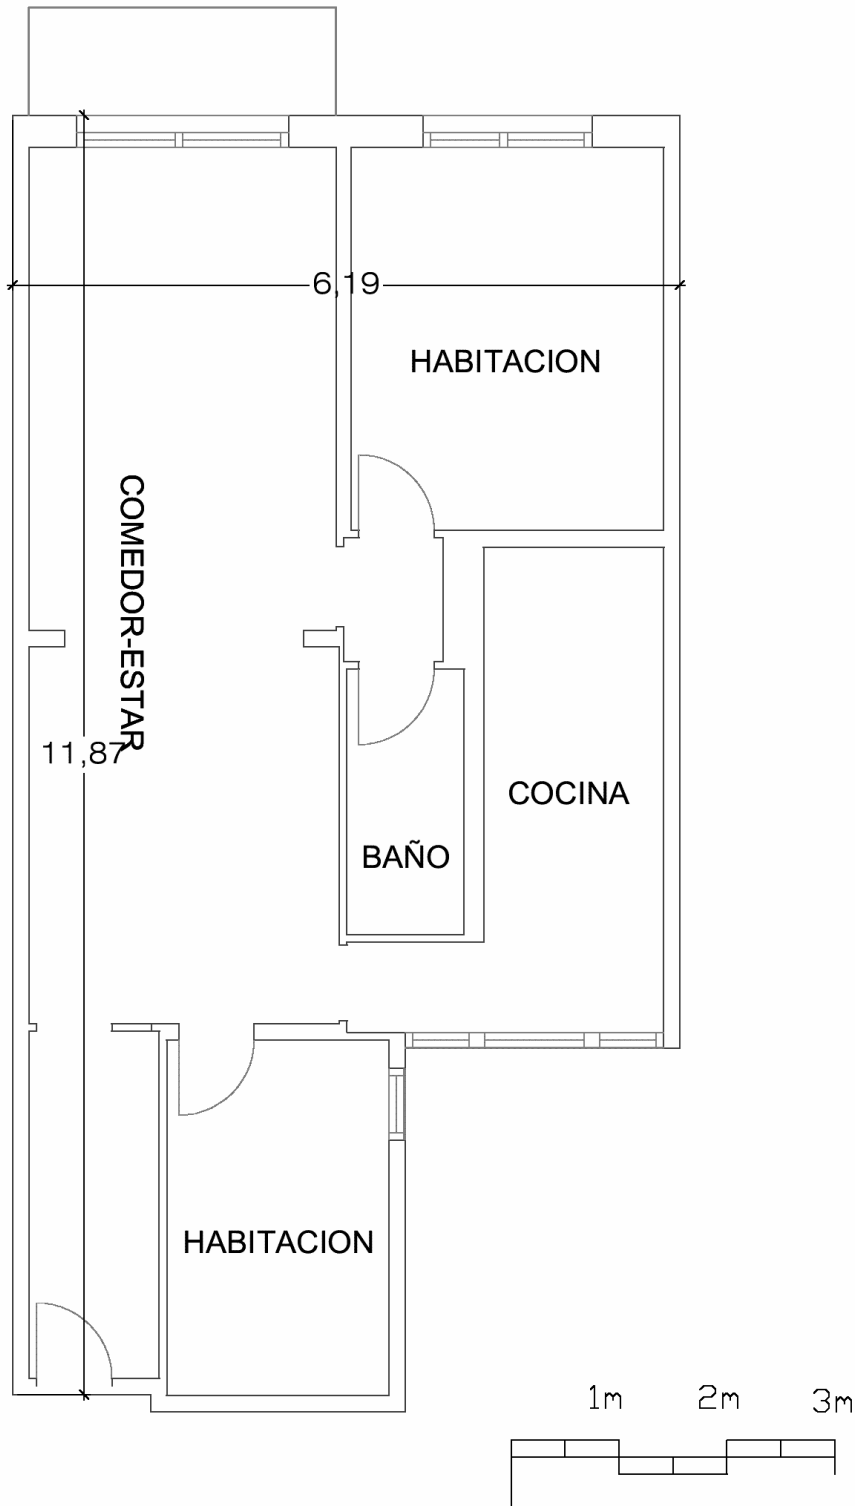 6,19
HABITACION
COMEDOR-ESTAR
11,87
COCINA
BAÑO
HABITACION
1m 2m 3m